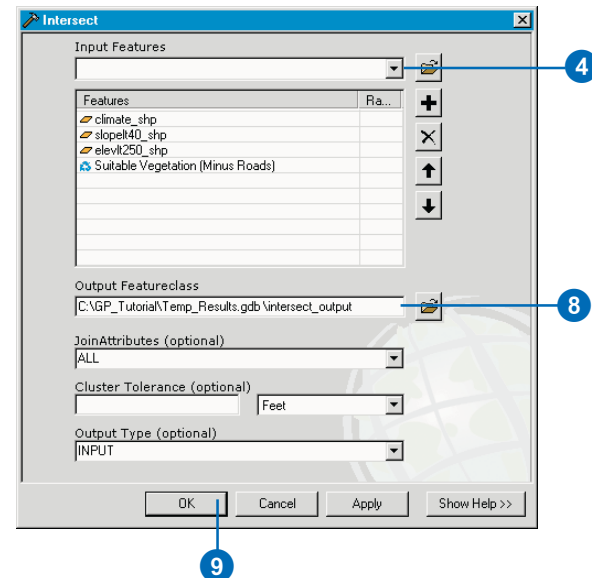 Intersect
Input Features
4
Features Ra...
climate_shp
slopelt40_shp
elevlt250_shp
Suitable Vegetation (Minus Roads)
Output Featureclass
C:\GP_Tutorial\Temp_Results.gdb\intersect_output
8
JoinAttributes (optional)
ALL
Cluster Tolerance (optional)
Feet
Output Type (optional)
INPUT
OK Cancel Apply Show Help >>
9